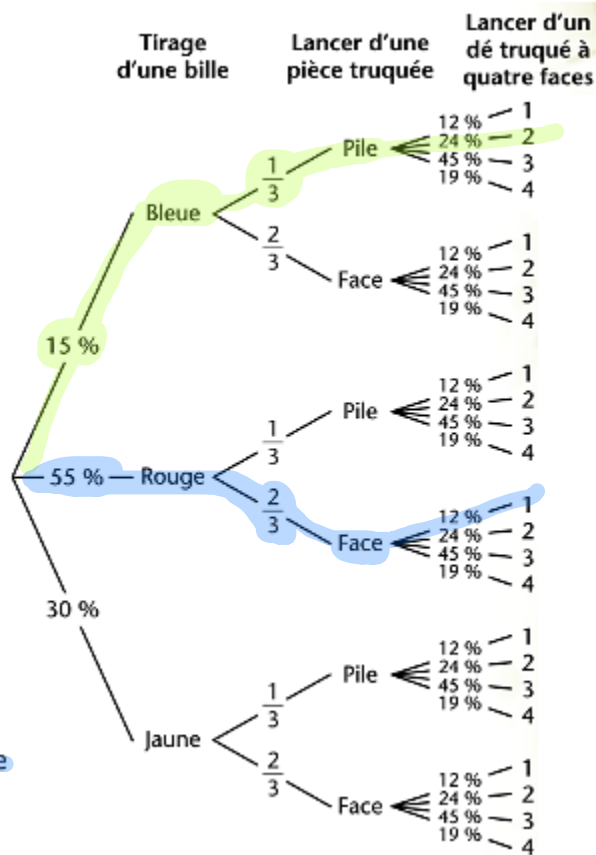 Tirage
d'une bille
Lancer d'une
pièce truquée
Lancer d'un
dé truqué à
quatre faces
15 %
Bleue
1/3
Pile
12 % 1
24 % 2
45 % 3
19 % 4
2/3
Face
12 % 1
24 % 2
45 % 3
19 % 4
55 %
Rouge
1/3
Pile
12 % 1
24 % 2
45 % 3
19 % 4
2/3
Face
12 % 1
24 % 2
45 % 3
19 % 4
30 %
Jaune
1/3
Pile
12 % 1
24 % 2
45 % 3
19 % 4
2/3
Face
12 % 1
24 % 2
45 % 3
19 % 4
e